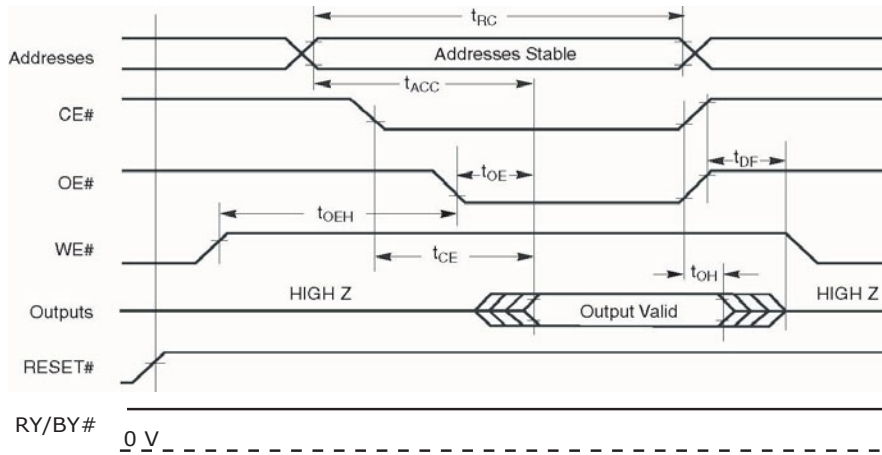 tRC
Addresses
Addresses Stable
tACC
CE#
tDF
tOE
OE#
tOEH
WE#
tCE
tOH
HIGH Z
HIGH Z
Outputs
Output Valid
RESET#
RY/BY#
0 V